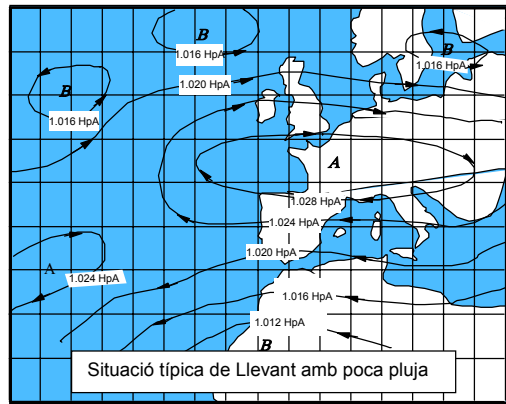 B
1.016 HpA
B
1.016 HpA
1.020 HpA
B
1.016 HpA
A
1.028 HpA
1.024 HpA
1.020 HpA
A
1.024 HpA
1.016 HpA
1.012 HpA
B
Situació típica de Llevant amb poca pluja